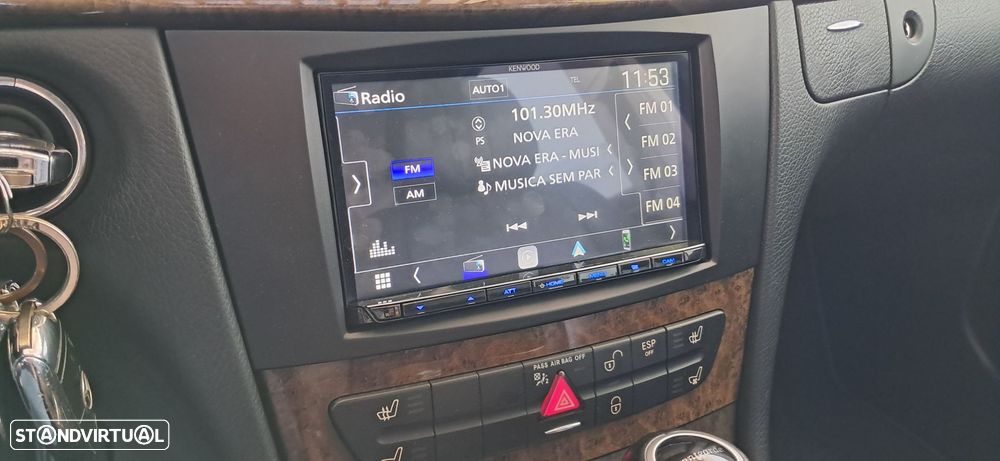 KENWOOD
Radio
AUTO1
TEL
11:53
101.30MHz
PS
NOVA ERA
NOVA ERA - MUSI
MUSICA SEM PAR
FM
AM
FM 01
FM 02
FM 03
FM 04
ATT
HOME
MENU
CAM
PASS AIR BAG OFF
ESP
OFF
STANDVIRTUAL